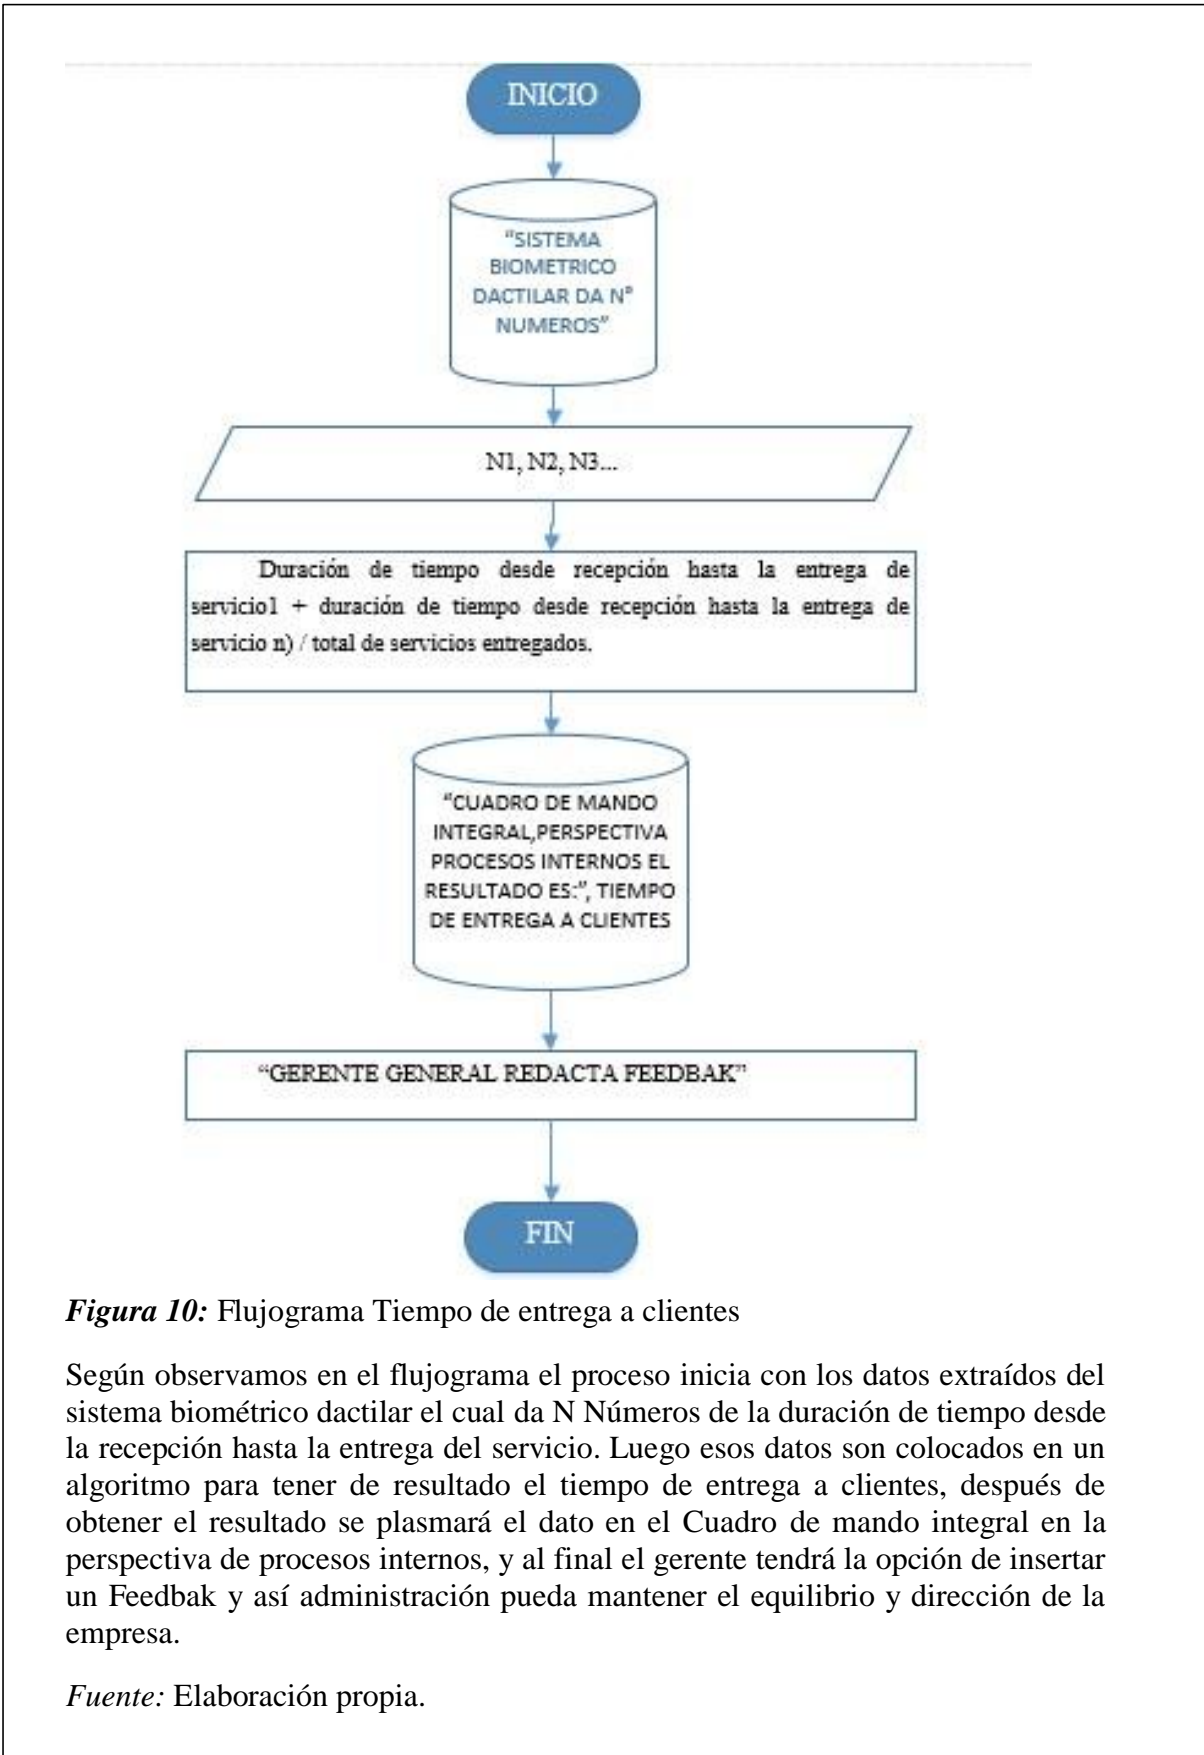 INICIO
“SISTEMA
BIOMETRICO
DACTILAR DA N°
NUMEROS”
N1, N2, N3...
Duración de tiempo desde recepción hasta la entrega de
servicio1 + duración de tiempo desde recepción hasta la entrega de
servicio n) / total de servicios entregados.
“CUADRO DE MANDO
INTEGRAL,PERSPECTIVA
PROCESOS INTERNOS EL
RESULTADO ES:”, TIEMPO
DE ENTREGA A CLIENTES
“GERENTE GENERAL REDACTA FEEDBAK”
FIN
Figura 10: Flujograma Tiempo de entrega a clientes
Según observamos en el flujograma el proceso inicia con los datos extraídos del
sistema biométrico dactilar el cual da N Números de la duración de tiempo desde
la recepción hasta la entrega del servicio. Luego esos datos son colocados en un
algoritmo para tener de resultado el tiempo de entrega a clientes, después de
obtener el resultado se plasmará el dato en el Cuadro de mando integral en la
perspectiva de procesos internos, y al final el gerente tendrá la opción de insertar
un Feedbak y así administración pueda mantener el equilibrio y dirección de la
empresa.
Fuente: Elaboración propia.